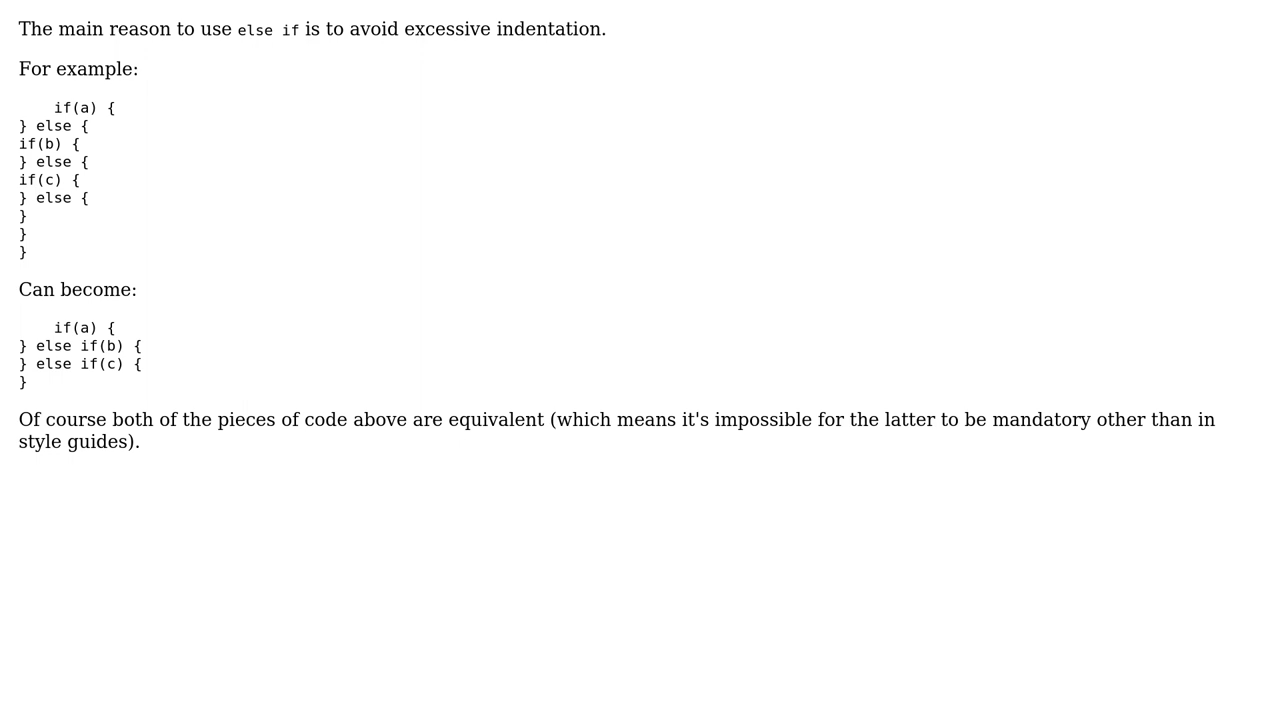 The main reason to use else if is to avoid excessive indentation.
For example:
    if(a) {
} else {
if(b) {
} else {
if(c) {
} else {
}
}
}
Can become:
    if(a) {
} else if(b) {
} else if(c) {
}
Of course both of the pieces of code above are equivalent (which means it's impossible for the latter to be mandatory other than in
style guides).